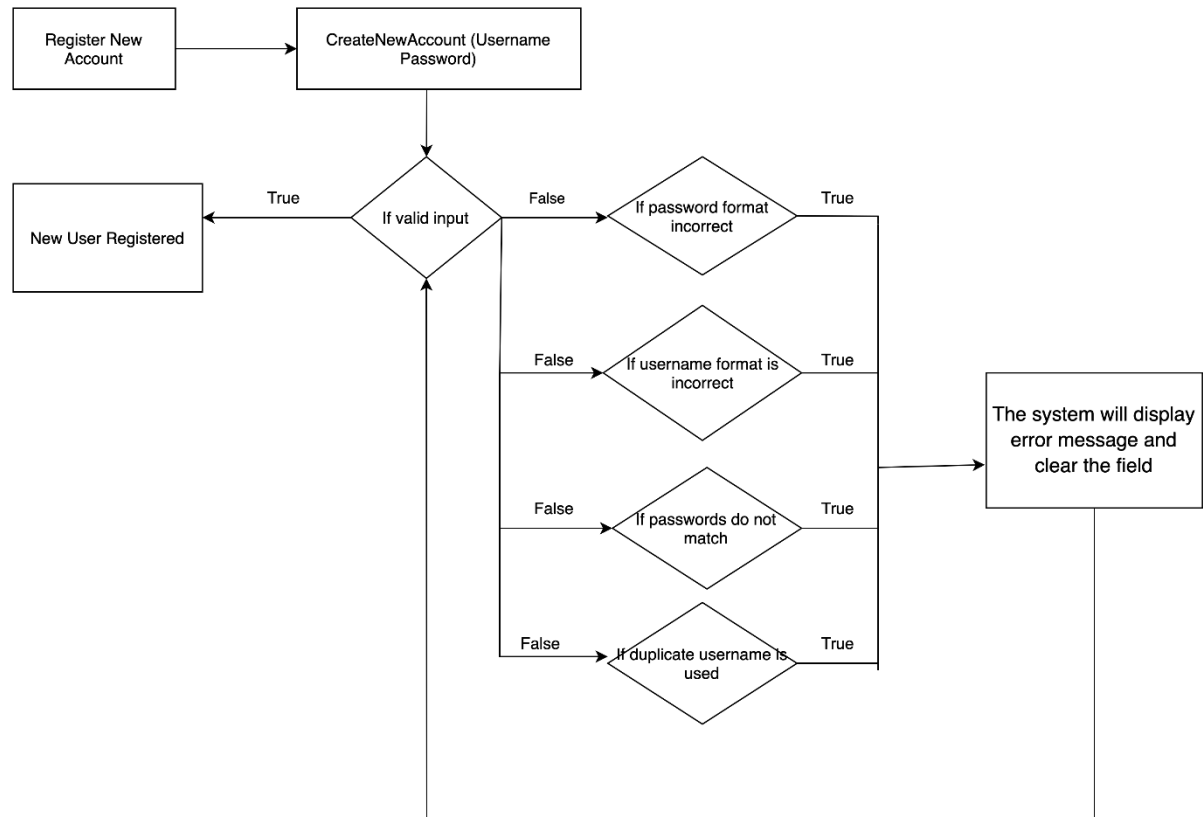 Register New
Account
CreateNewAccount (Username
Password)
True
If valid input
False
If password format
incorrect
True
New User Registered
False
If username format is
incorrect
True
The system will display
error message and
clear the field
False
If passwords do not
match
True
False
If duplicate username is
used
True